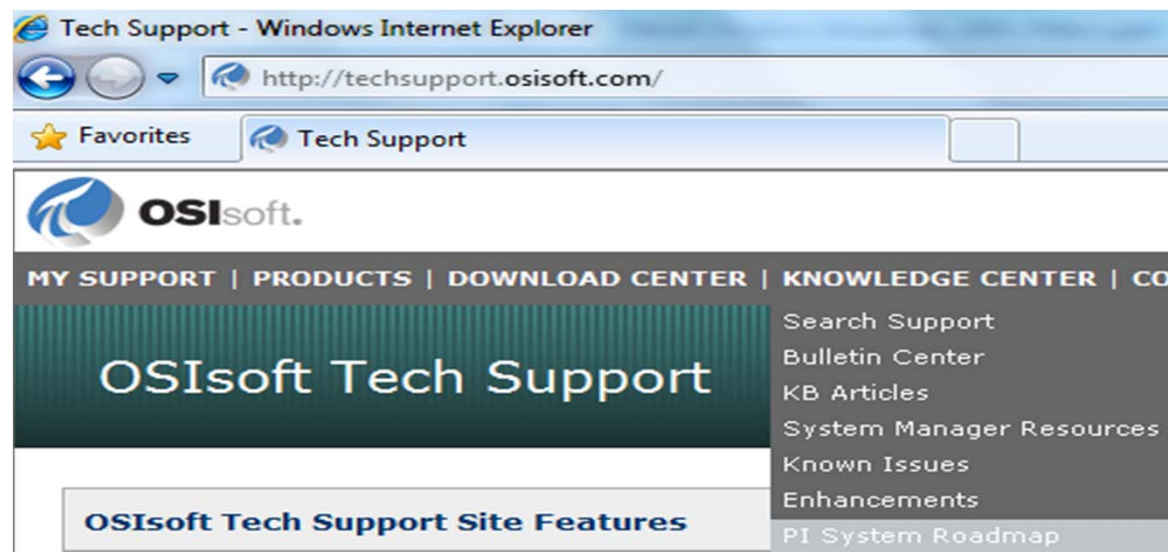 Tech Support - Windows Internet Explorer
http://techsupport.osisoft.com/
Favorites Tech Support
OSIsoft.
MY SUPPORT | PRODUCTS | DOWNLOAD CENTER | KNOWLEDGE CENTER | CO
OSIsoft Tech Support
Search Support
Bulletin Center
KB Articles
System Manager Resources
Known Issues
Enhancements
PI System Roadmap
OSIsoft Tech Support Site Features